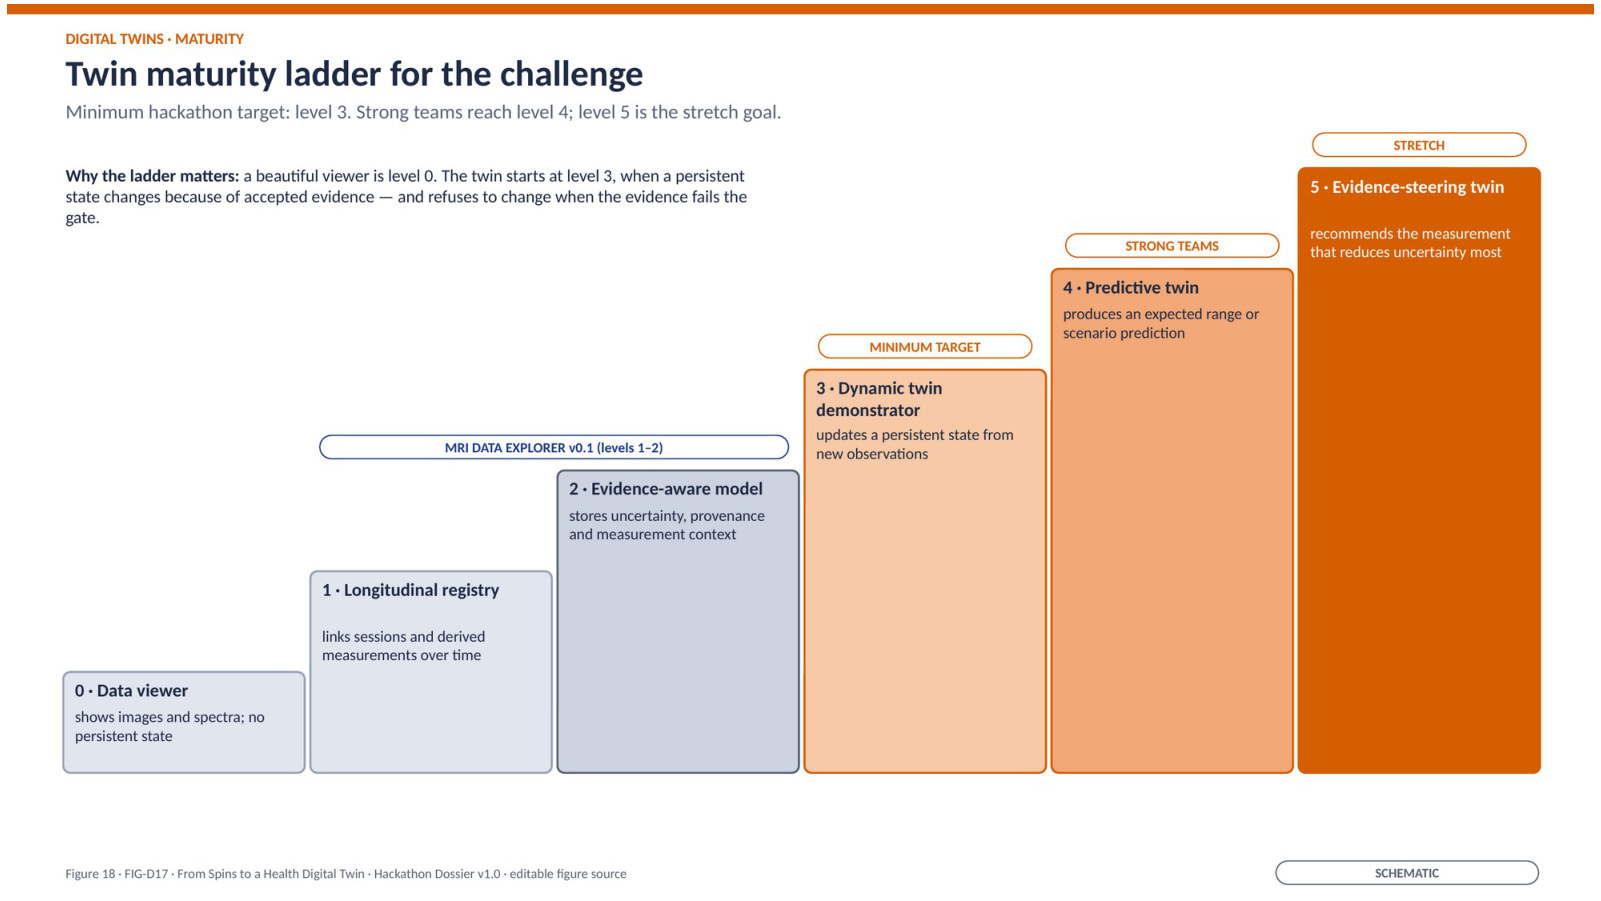 DIGITAL TWINS · MATURITY
Twin maturity ladder for the challenge
Minimum hackathon target: level 3. Strong teams reach level 4; level 5 is the stretch goal.
Why the ladder matters: a beautiful viewer is level 0. The twin starts at level 3, when a persistent
state changes because of accepted evidence — and refuses to change when the evidence fails the
gate.
0 · Data viewer
shows images and spectra; no
persistent state
MRI DATA EXPLORER v0.1 (levels 1–2)
1 · Longitudinal registry
links sessions and derived
measurements over time
2 · Evidence-aware model
stores uncertainty, provenance
and measurement context
MINIMUM TARGET
3 · Dynamic twin
demonstrator
updates a persistent state from
new observations
STRONG TEAMS
4 · Predictive twin
produces an expected range or
scenario prediction
STRETCH
5 · Evidence-steering twin
recommends the measurement
that reduces uncertainty most
Figure 18 · FIG-D17 · From Spins to a Health Digital Twin · Hackathon Dossier v1.0 · editable figure source
SCHEMATIC